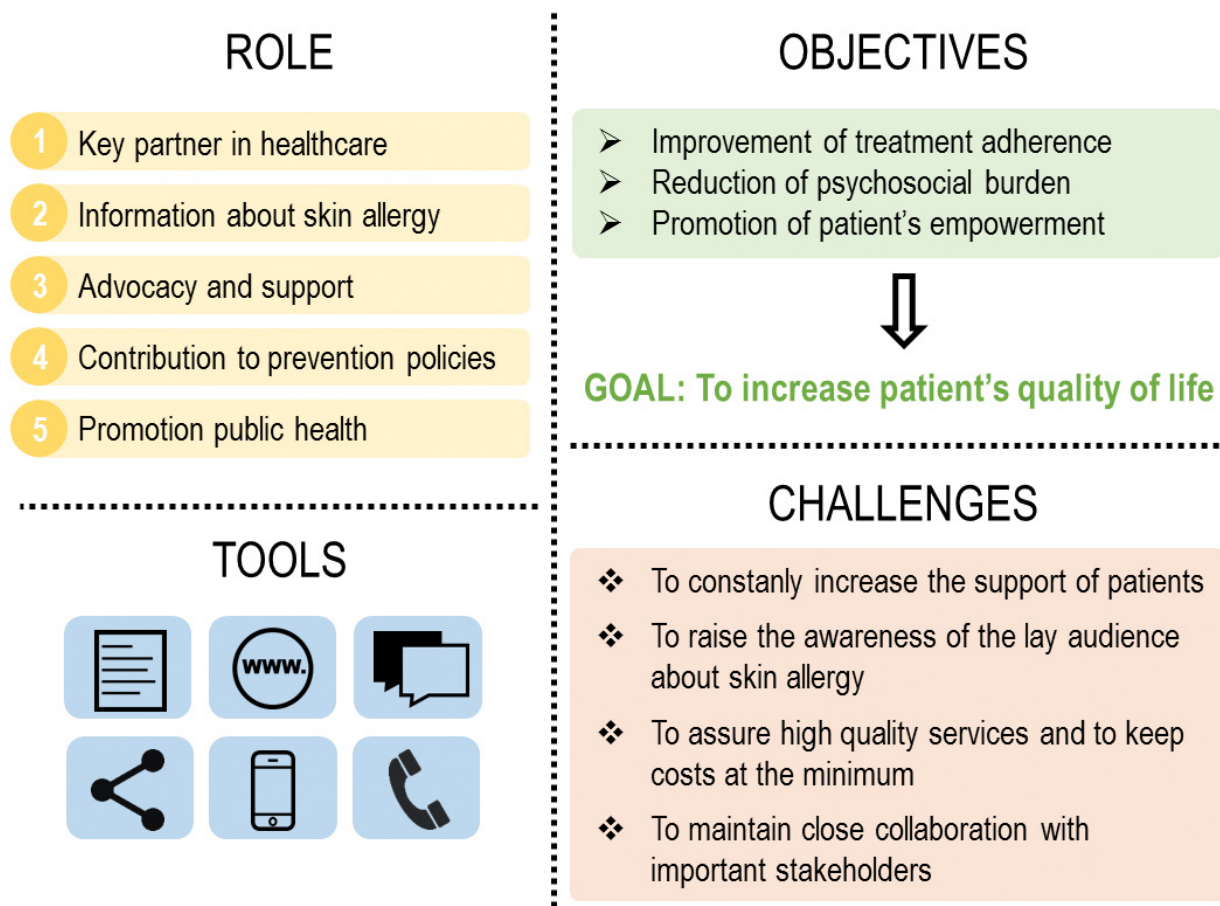 ROLE
1 Key partner in healthcare
2 Information about skin allergy
3 Advocacy and support
4 Contribution to prevention policies
5 Promotion public health
TOOLS
www.
OBJECTIVES
Improvement of treatment adherence
Reduction of psychosocial burden
Promotion of patient’s empowerment
GOAL: To increase patient’s quality of life
CHALLENGES
To constanly increase the support of patients
To raise the awareness of the lay audience
about skin allergy
To assure high quality services and to keep
costs at the minimum
To maintain close collaboration with
important stakeholders